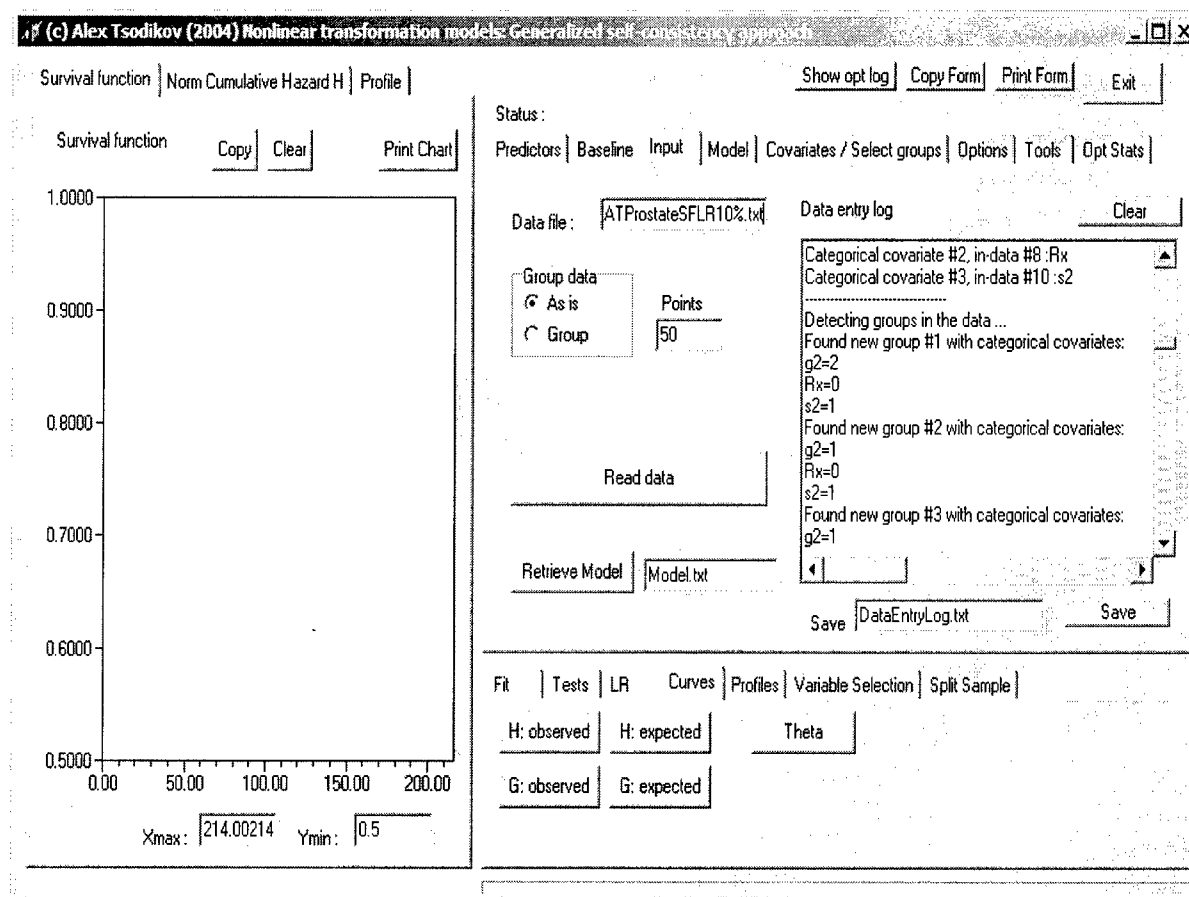 (c) Alex Tsodikov (2004) Nonlinear transformation models: Generalized self-consistency approach
Survival function Norm Cumulative Hazard H Profile
Show opt log Copy Form Print Form Exit
Status :
Survival function Copy Clear Print Chart
Predictors Baseline Input Model Covariates / Select groups Options Tools Opt Stats
1.0000
0.9000
0.8000
0.7000
0.6000
0.5000
0.00 50.00 100.00 150.00 200.00
Xmax : 214.00214 Ymin : 0.5
Data file : ATProstateSFLR10%.txt
Group data
As is
Group
Points
50
Read data
Retrieve Model Model.txt
Data entry log Clear
Categorical covariate #2, in-data #8 :Rx
Categorical covariate #3, in-data #10 :s2
-------------------------------
Detecting groups in the data ...
Found new group #1 with categorical covariates:
g2=2
Rx=0
s2=1
Found new group #2 with categorical covariates:
g2=1
Rx=0
s2=1
Found new group #3 with categorical covariates:
g2=1
Save DataEntryLog.txt Save
Fit Tests LR Curves Profiles Variable Selection Split Sample
H: observed H: expected Theta
G: observed G: expected